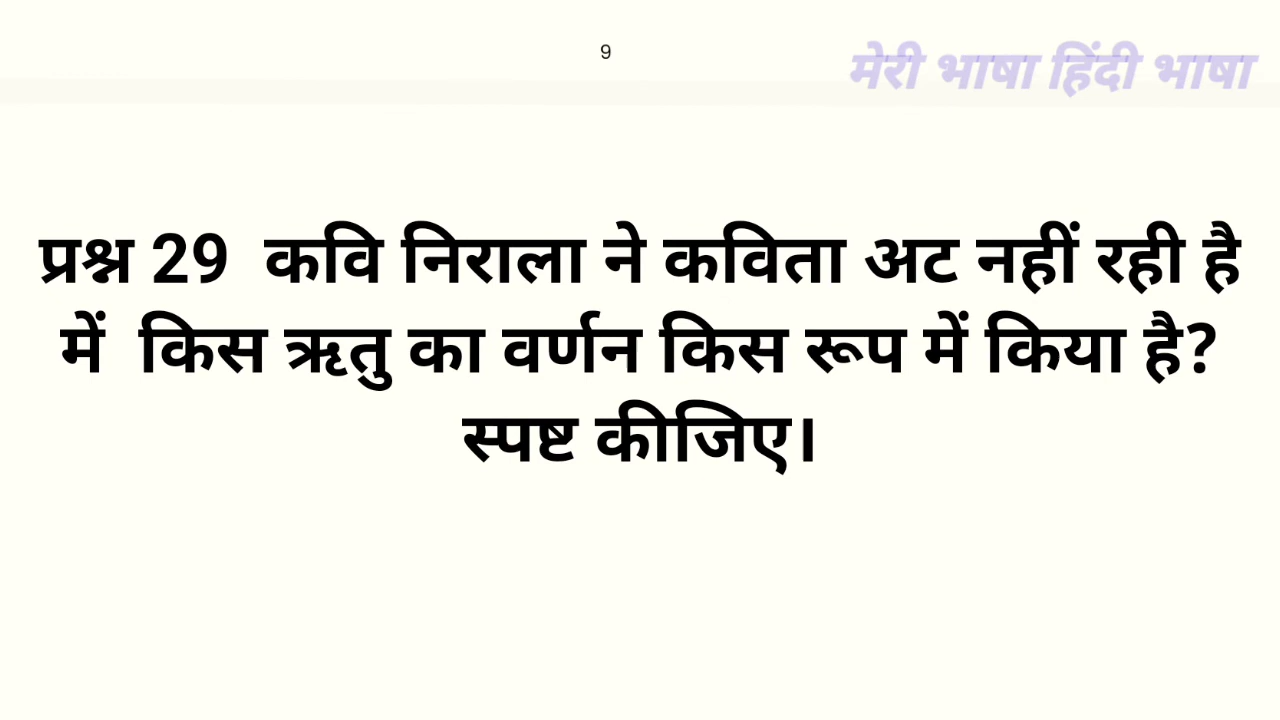 9
मेरी भाषा हिंदी भाषा
प्रश्न 29 कवि निराला ने कविता अट नहीं रही है
में किस ऋतु का वर्णन किस रूप में किया है?
स्पष्ट कीजिए।